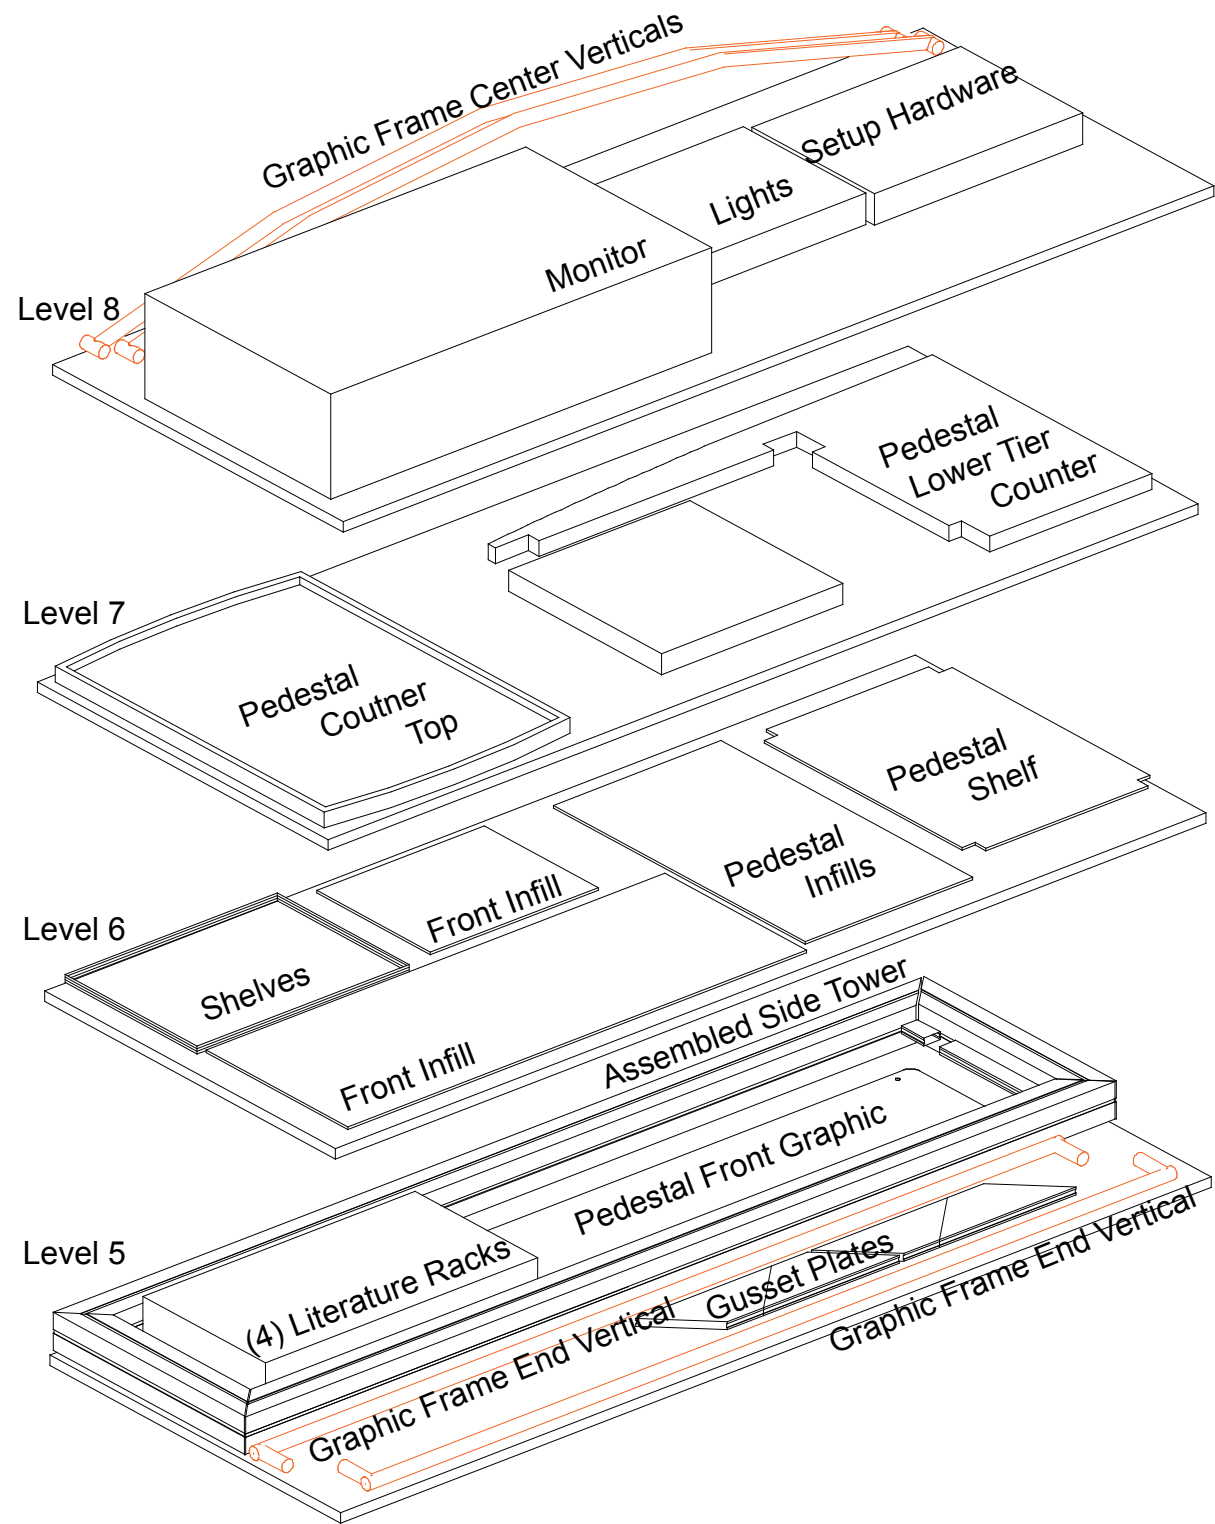 Graphic Frame Center Verticals
Setup Hardware
Lights
Monitor
Level 8
Pedestal
Lower Tier
Counter
Level 7
Pedestal
Coutner
Top
Pedestal
Shelf
Pedestal
Infills
Front Infill
Level 6
Shelves
Front Infill
Assembled Side Tower
Pedestal Front Graphic
Level 5
(4) Literature Racks
Gusset Plates
Graphic Frame End Vertical
Graphic Frame End Vertical